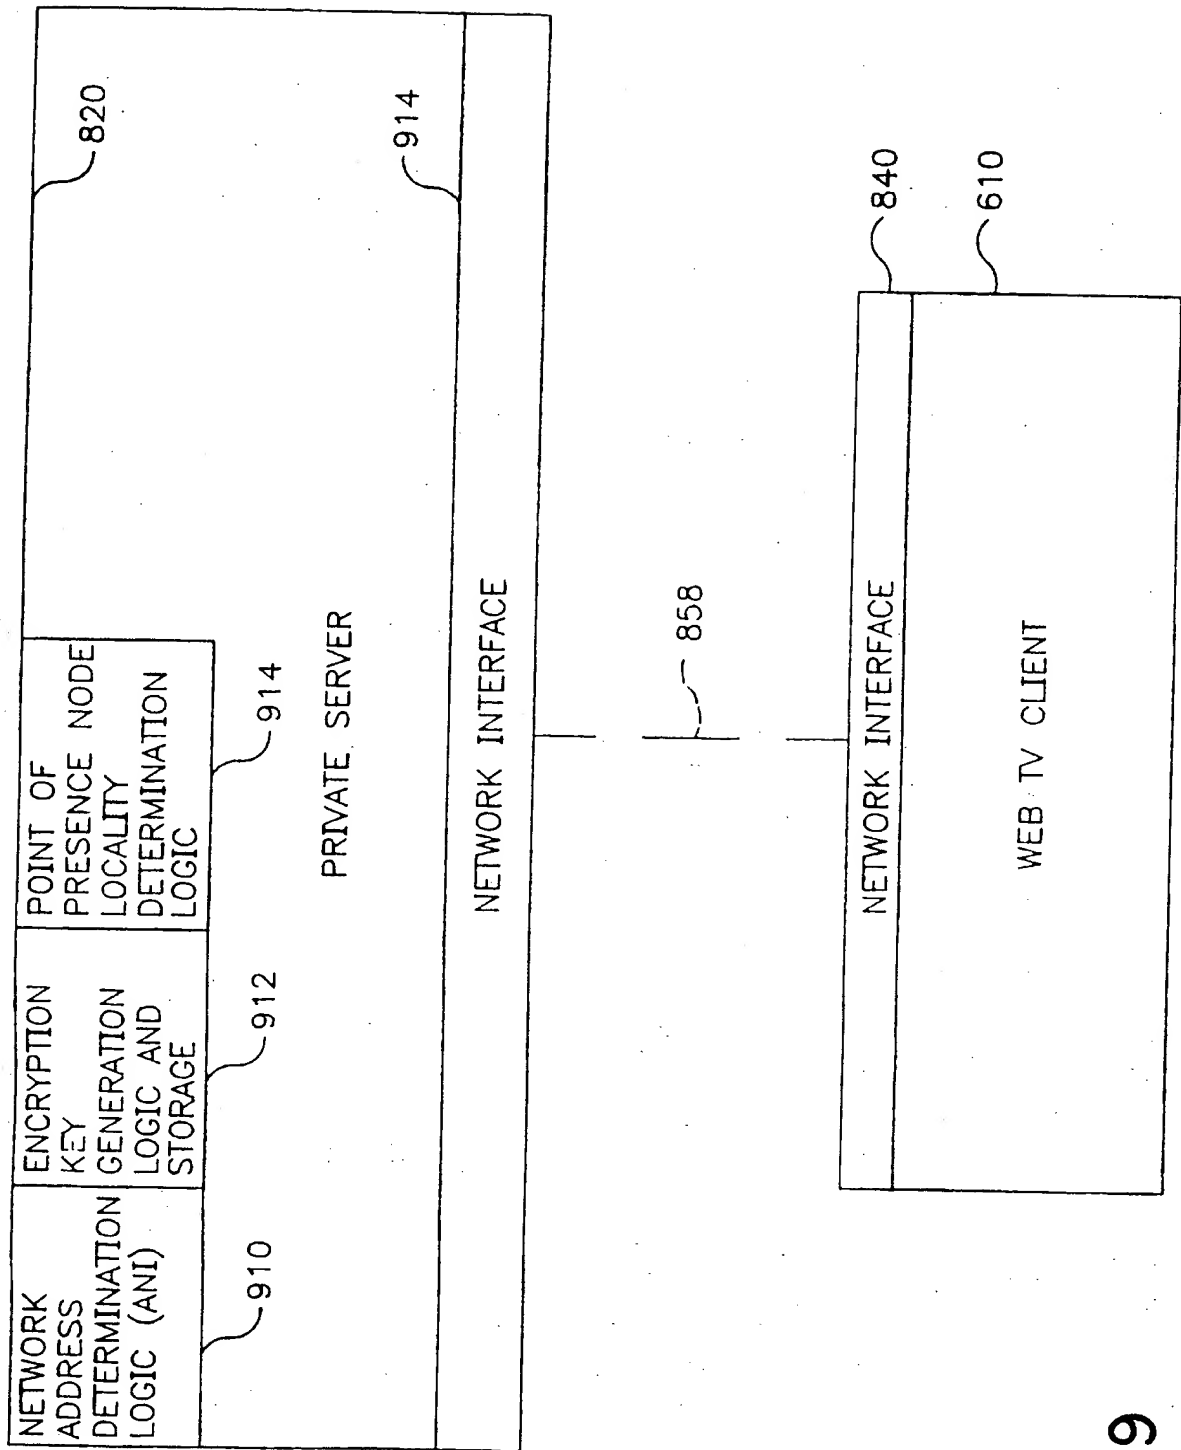 NETWORK
ADDRESS
DETERMINATION
LOGIC (ANI)
910
ENCRYPTION
KEY
GENERATION
LOGIC AND
STORAGE
912
POINT OF
PRESENCE NODE
LOCALITY
DETERMINATION
LOGIC
914
820
PRIVATE SERVER
914
NETWORK INTERFACE
858
NETWORK INTERFACE
840
WEB TV CLIENT
610
9